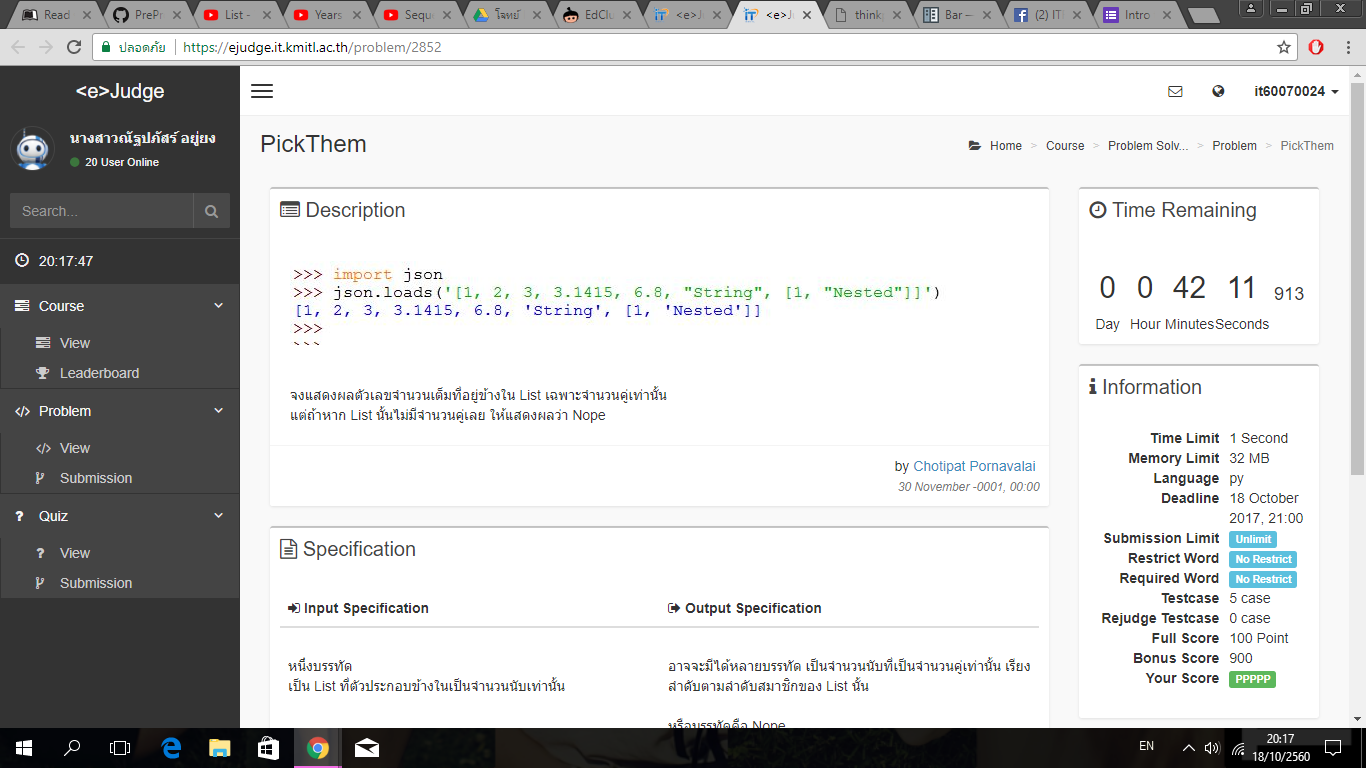 Read
PrePr
List -
Years
Seque
โจทย์
EdClu
<e>Ju
<e>Ju
think
Bar –
(2) ITI
Intro
ปลอดภัย
https://ejudge.it.kmitl.ac.th/problem/2852
<e>Judge
it60070024
นางสาวณัฐปภัสร์ อยู่ยง
20 User Online
PickThem
Home > Course > Problem Solv... > Problem > PickThem
Search...
20:17:47
Course
View
Leaderboard
Problem
View
Submission
Quiz
View
Submission
Description
>>> import json
>>> json.loads('[1, 2, 3, 3.1415, 6.8, "String", [1, "Nested"]]')
[1, 2, 3, 3.1415, 6.8, 'String', [1, 'Nested']]
>>>
```
จงแสดงผลตัวเลขจำนวนเต็มที่อยู่ข้างใน List เฉพาะจำนวนคู่เท่านั้น
แต่ถ้าหาก List นั้นไม่มีจำนวนคู่เลย ให้แสดงผลว่า Nope
by Chotipat Pornavalai
30 November -0001, 00:00
Specification
Input Specification
Output Specification
หนึ่งบรรทัด
เป็น List ที่ตัวประกอบข้างในเป็นจำนวนนับเท่านั้น
อาจจะมีได้หลายบรรทัด เป็นจำนวนนับที่เป็นจำนวนคู่เท่านั้น เรียง
ลำดับตามลำดับสมาชิกของ List นั้น
หรือบรรทัดคือ Nope
Time Remaining
0 0 42 11 913
Day Hour Minutes Seconds
Information
Time Limit 1 Second
Memory Limit 32 MB
Language py
Deadline 18 October
2017, 21:00
Submission Limit Unlimit
Restrict Word No Restrict
Required Word No Restrict
Testcase 5 case
Rejudge Testcase 0 case
Full Score 100 Point
Bonus Score 900
Your Score PPPPP
EN
20:17
18/10/2560